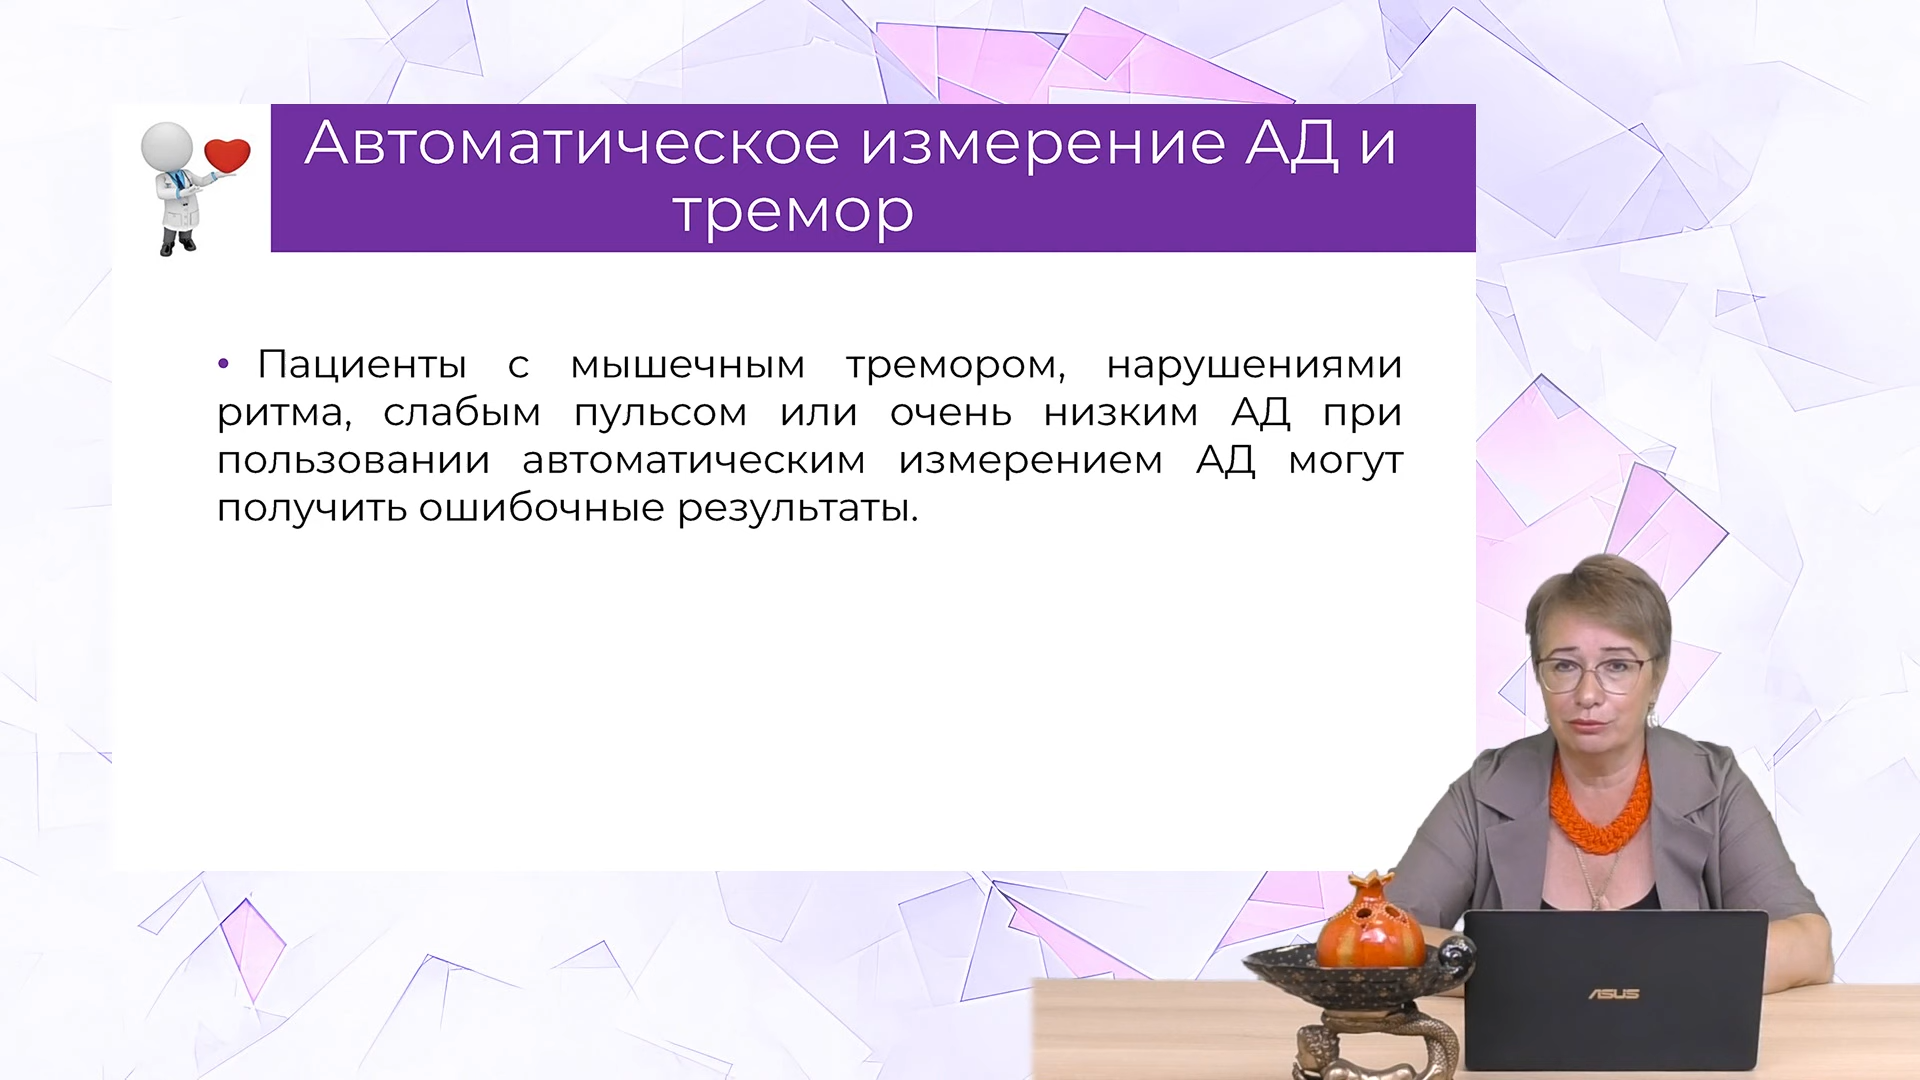 Автоматическое измерение АД и
тремор
• Пациенты с мышечным тремором, нарушениями
ритма, слабым пульсом или очень низким АД при
пользовании автоматическим измерением АД могут
получить ошибочные результаты.
ASUS